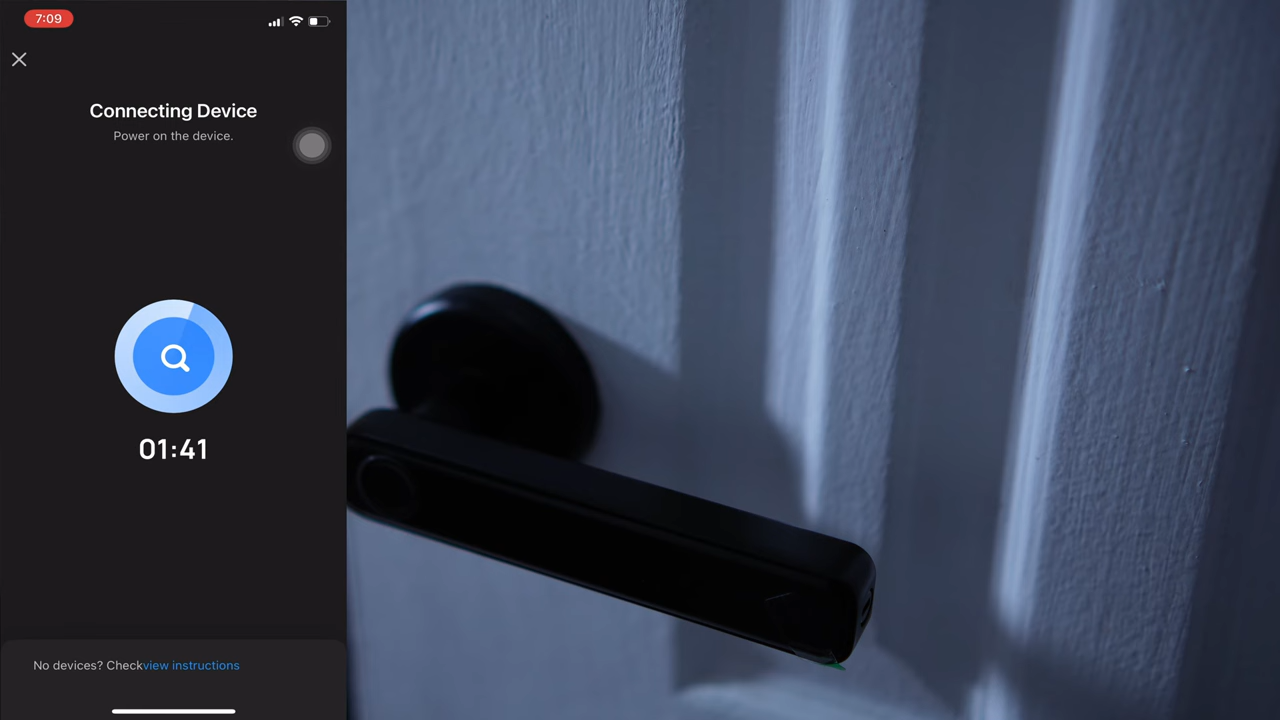 7:09
Connecting Device
Power on the device.
01:41
No devices? Checkview instructions